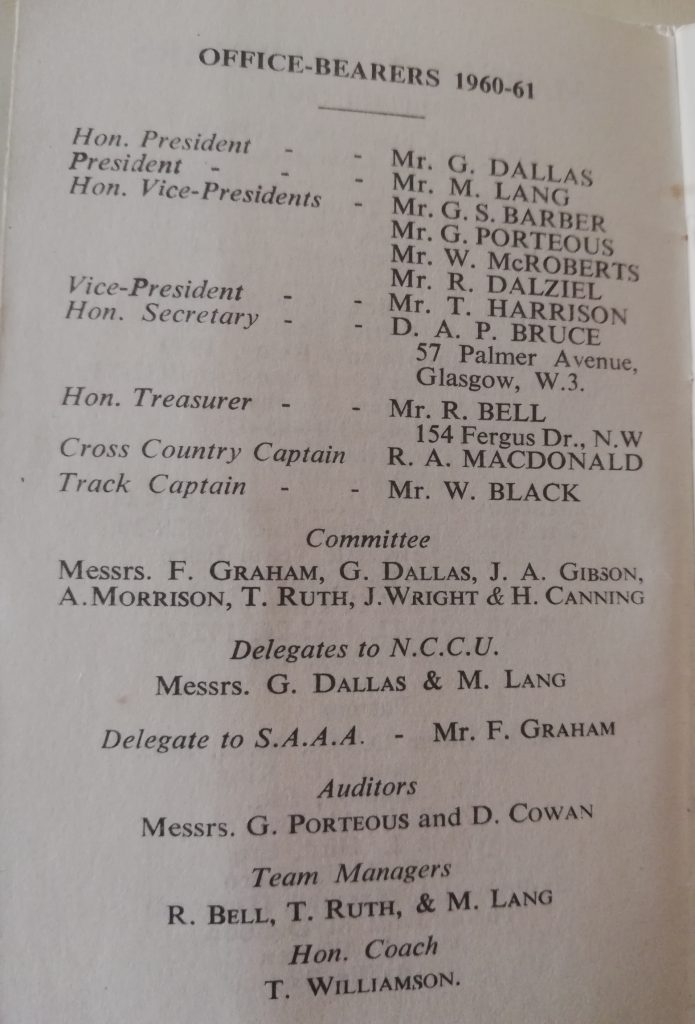 OFFICE-BEARERS 1960-61
Hon. President - - Mr. G. DALLAS
President - - - Mr. M. LANG
Hon. Vice-Presidents - Mr. G. S. BARBER
Mr. G. PORTEOUS
Mr. W. McROBERTS
Mr. R. DALZIEL
Vice-President - - Mr. T. HARRISON
Hon. Secretary - - D. A. P. BRUCE
57 Palmer Avenue,
Glasgow, W.3.
Hon. Treasurer - - Mr. R. BELL
154 Fergus Dr., N.W
Cross Country Captain R. A. MACDONALD
Track Captain - - Mr. W. BLACK
Committee
Messrs. F. GRAHAM, G. DALLAS, J. A. GIBSON,
A. MORRISON, T. RUTH, J. WRIGHT & H. CANNING
Delegates to N.C.C.U.
Messrs. G. DALLAS & M. LANG
Delegate to S.A.A.A. - Mr. F. GRAHAM
Auditors
Messrs. G. PORTEOUS and D. COWAN
Team Managers
R. BELL, T. RUTH, & M. LANG
Hon. Coach
T. WILLIAMSON.